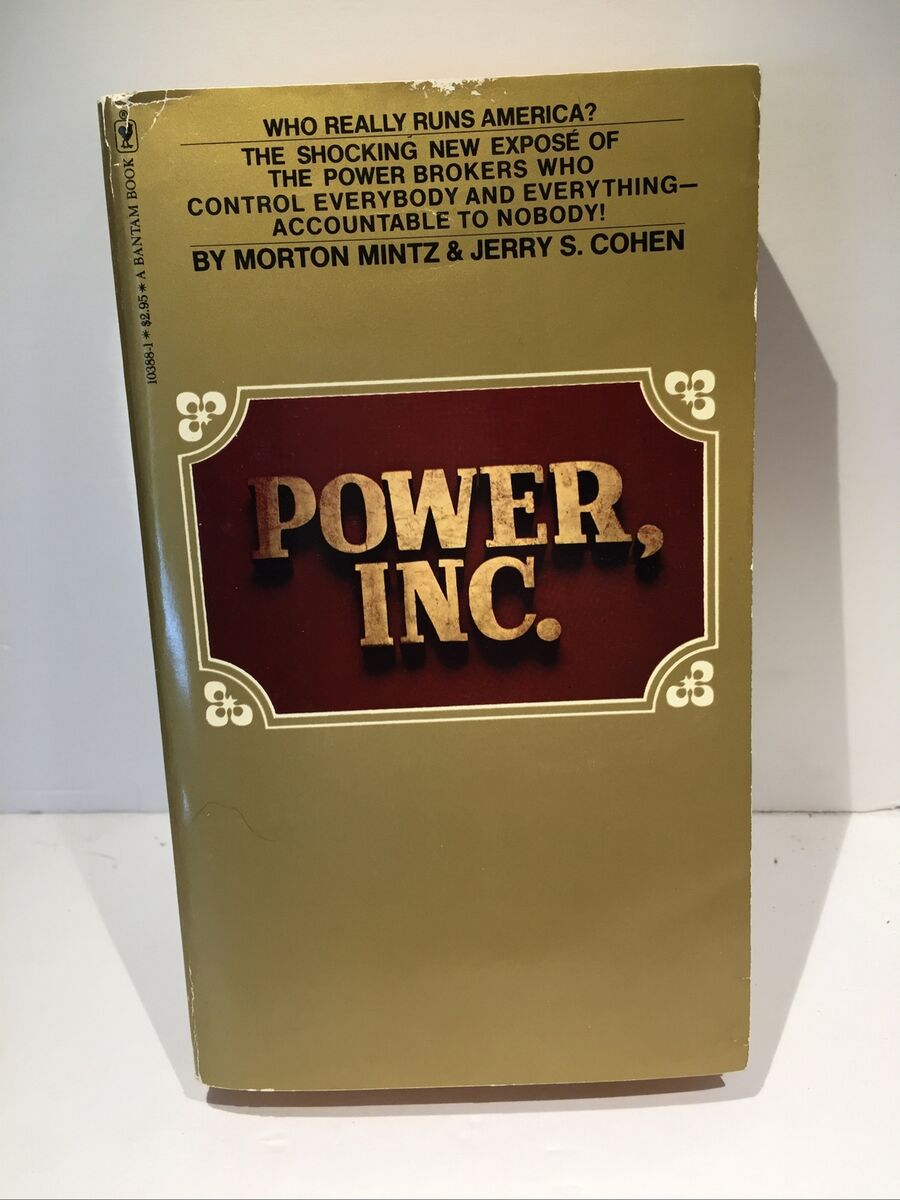 WHO REALLY RUNS AMERICA?
THE SHOCKING NEW EXPOSÉ OF
THE POWER BROKERS WHO
CONTROL EVERYBODY AND EVERYTHING—
ACCOUNTABLE TO NOBODY!
BY MORTON MINTZ & JERRY S. COHEN
POWER,
INC.
10388-1 * $2.95 * A BANTAM BOOK